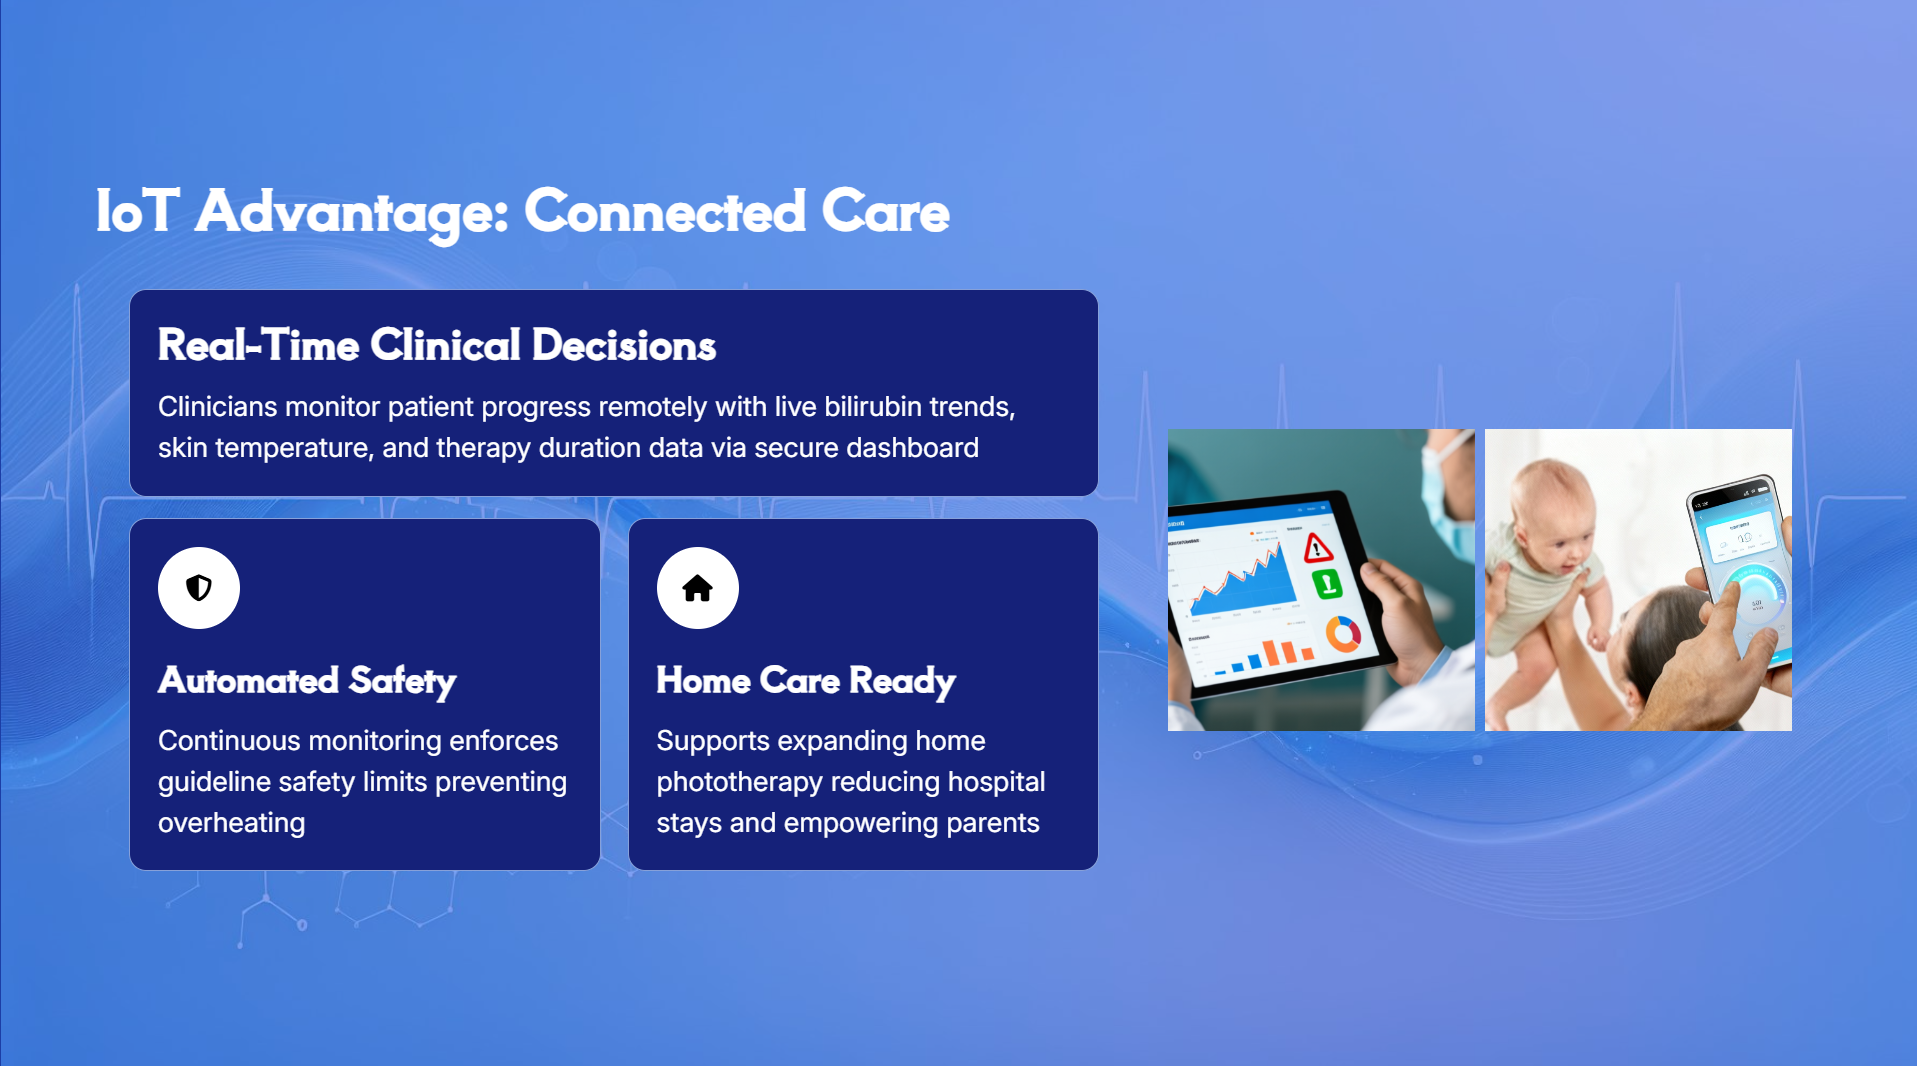 IoT Advantage: Connected Care
Real-Time Clinical Decisions
Clinicians monitor patient progress remotely with live bilirubin trends,
skin temperature, and therapy duration data via secure dashboard
Automated Safety
Continuous monitoring enforces
guideline safety limits preventing
overheating
Home Care Ready
Supports expanding home
phototherapy reducing hospital
stays and empowering parents